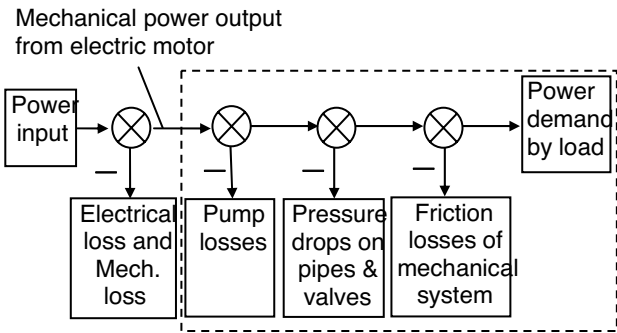 Mechanical power output
from electric motor
Power
input
Power
demand
by load
Electrical
loss and
Mech.
loss
Pump
losses
Pressure
drops on
pipes &
valves
Friction
losses of
mechanical
system